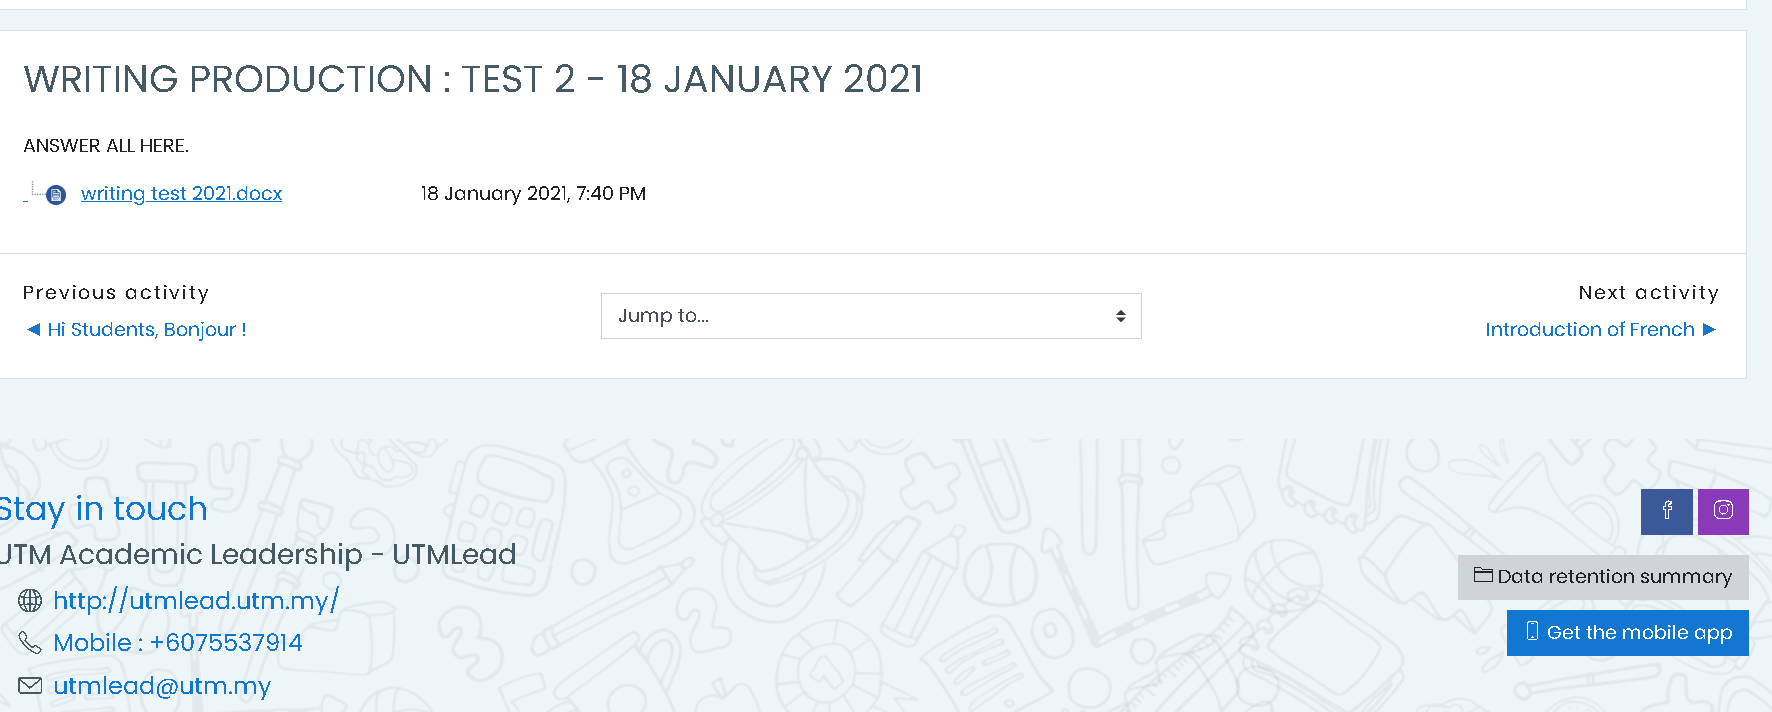 WRITING PRODUCTION : TEST 2 - 18 JANUARY 2021
ANSWER ALL HERE.
writing test 2021.docx 18 January 2021, 7:40 PM
Previous activity
◄ Hi Students, Bonjour !
Jump to...
Next activity
Introduction of French ►
Stay in touch
UTM Academic Leadership - UTMLead
http://utmlead.utm.my/
Mobile : +6075537914
utmlead@utm.my
Data retention summary
Get the mobile app